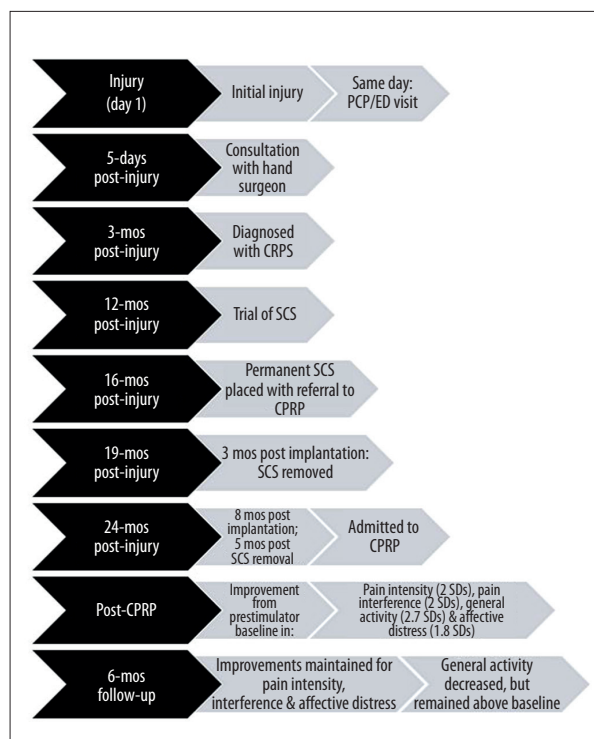 Injury
(day 1)
Initial injury
Same day:
PCP/ED visit
5-days
post-injury
Consultation
with hand
surgeon
3-mos
post-injury
Diagnosed
with CRPS
12-mos
post-injury
Trial of SCS
16-mos
post-injury
Permanent SCS
placed with referral to
CPRP
19-mos
post-injury
3 mos post implantation:
SCS removed
24-mos
post-injury
8 mos post
implantation;
5 mos post
SCS removal
Admitted to
CPRP
Post-CPRP
Improvement
from
prestimulator
baseline in:
Pain intensity (2 SDs), pain
interference (2 SDs), general
activity (2.7 SDs) & affective
distress (1.8 SDs)
6-mos
follow-up
Improvements maintained for
pain intensity,
interference & affective distress
General activity
decreased, but
remained above baseline